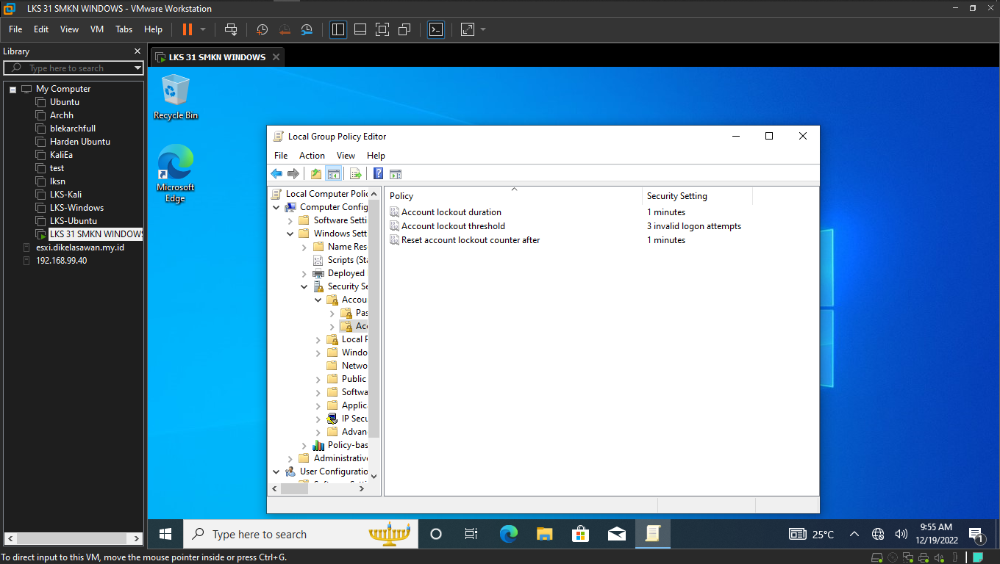 LKS 31 SMKN WINDOWS - VMware Workstation
File Edit View VM Tabs Help
Library
Type here to search
My Computer
Ubuntu
Archh
blekarchfull
Harden Ubuntu
KaliEa
test
lksn
LKS-Kali
LKS-Windows
LKS-Ubuntu
LKS 31 SMKN WINDOWS
esxi.dikelasawan.my.id
192.168.99.40
LKS 31 SMKN WINDOWS
Recycle Bin
Microsoft
Edge
Local Group Policy Editor
File Action View Help
Local Computer Polic
Computer Config
Software Setti
Windows Sett
Name Res
Scripts (Sta
Deployed
Security Se
Accou
Pas
Acc
Local P
Windo
Netwo
Public
Softwa
Applic
IP Secu
Advan
Policy-bas
Administrative
User Configuratio
Policy Security Setting
Account lockout duration 1 minutes
Account lockout threshold 3 invalid logon attempts
Reset account lockout counter after 1 minutes
Type here to search
25°C
9:55 AM
12/19/2022
1
To direct input to this VM, move the mouse pointer inside or press Ctrl+G.